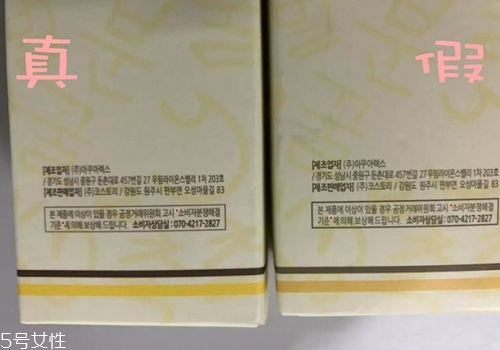 真
[제조업자] (주)아쿠아렉스
/ 경기도 성남시 중원구 둔촌대로 457번길 27 우림라이온스밸리 1차 203호
[제조판매업자] (주)코스토리 / 강원도 원주시 판부면 오성마을길 83
본 제품에 이상이 있을 경우 공정거래위원회 고시 "소비자분쟁해결
기준"에 의해 보상해 드립니다. 소비자상담실 : 070-4217-2827
假
[제조업자] (주)아쿠아렉스
/ 경기도 성남시 중원구 둔촌대로 457번길 27 우림라이온스밸리 1차 203호
[제조판매업자] (주)코스토리 / 강원도 원주시 판부면 오성마을길 83
본 제품에 이상이 있을 경우 공정거래위원회 고시 "소비자분쟁해결
기준"에 의해 보상해 드립니다. 소비자상담실 : 070-4217-2827
5号女性